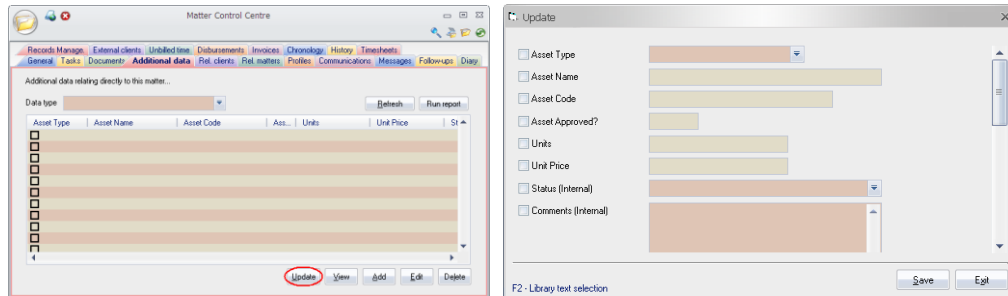 Matter Control Centre
Records Manage. External clients Unbilled time Disbursements Invoices Chronology History Timesheets
General Tasks Documents Additional data Rel. clients Rel. matters Profiles Communications Messages Follow-ups Diary
Additional data relating directly to this matter...
Data type Refresh Run report
Asset Type Asset Name Asset Code Ass... Units Unit Price St
Update View Add Edit Delete
Update
Asset Type
Asset Name
Asset Code
Asset Approved?
Units
Unit Price
Status (Internal)
Comments (Internal)
Save Exit
F2 - Library text selection